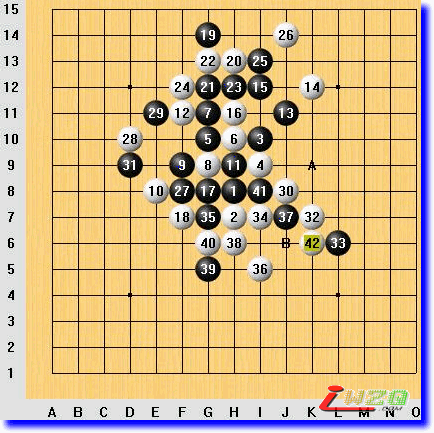 15
14 19 26
13 22 20 25
12 24 21 23 15 14
11 29 12 7 16 13
10 28 5 6 3
9 31 9 8 11 4 A
8 10 27 17 1 41 30
7 18 35 2 34 37 32
6 40 38 B 42 33
5 39 36
4
3
2
1
A B C D E F G H I J K L M N O
iWZQ